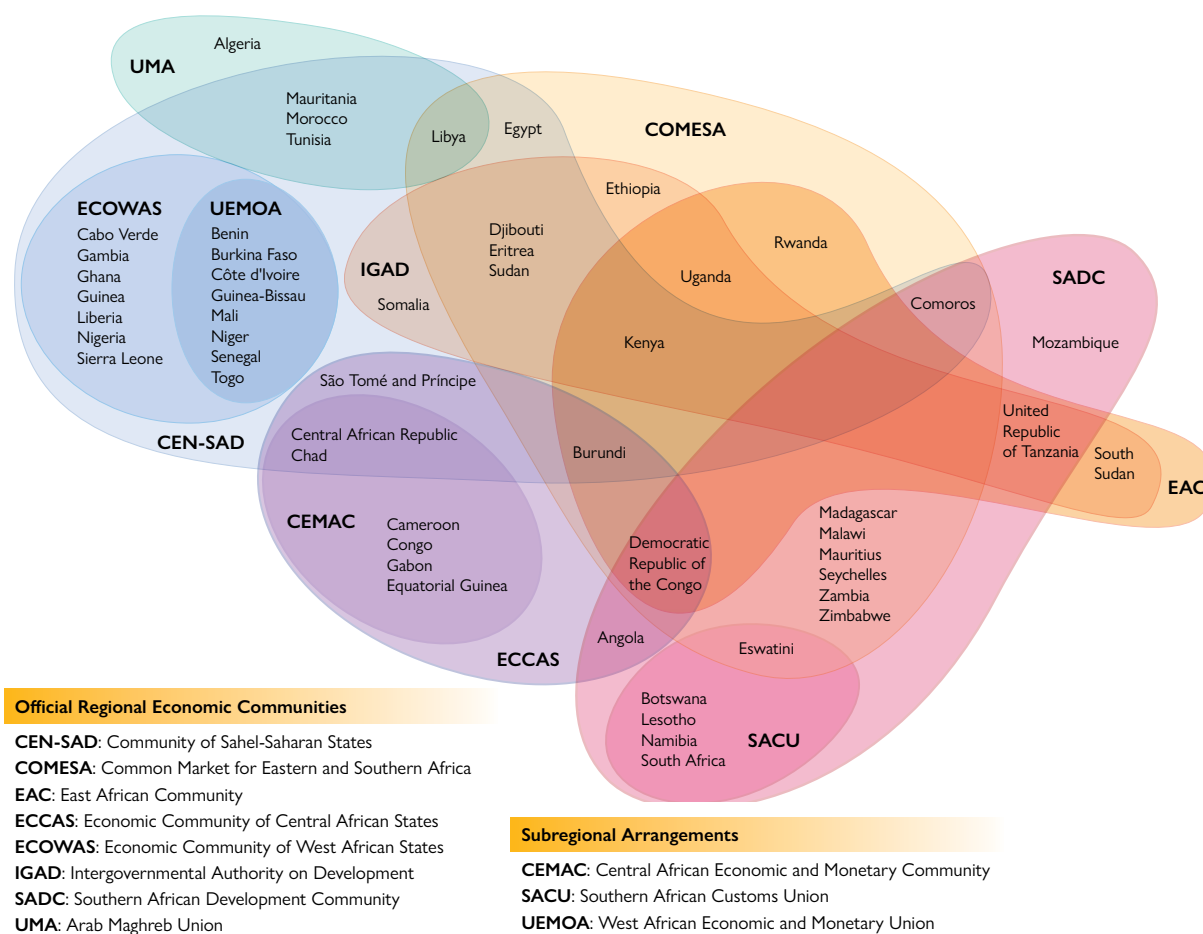 Algeria
UMA
Mauritania
Morocco
Tunisia
Libya
Egypt
COMESA
Ethiopia
ECOWAS
Cabo Verde
Gambia
Ghana
Guinea
Liberia
Nigeria
Sierra Leone
UEMOA
Benin
Burkina Faso
Côte d'Ivoire
Guinea-Bissau
Mali
Niger
Senegal
Togo
Djibouti
Eritrea
Sudan
IGAD
Somalia
Rwanda
Uganda
Kenya
Comoros
SADC
Mozambique
São Tomé and Príncipe
CEN-SAD
Central African Republic
Chad
Burundi
United
Republic
of Tanzania
South
Sudan
EAC
CEMAC
Cameroon
Congo
Gabon
Equatorial Guinea
Democratic
Republic of
the Congo
Madagascar
Malawi
Mauritius
Seychelles
Zambia
Zimbabwe
Angola
ECCAS
Eswatini
Botswana
Lesotho
Namibia
South Africa
SACU
Official Regional Economic Communities
CEN-SAD: Community of Sahel-Saharan States
COMESA: Common Market for Eastern and Southern Africa
EAC: East African Community
ECCAS: Economic Community of Central African States
ECOWAS: Economic Community of West African States
IGAD: Intergovernmental Authority on Development
SADC: Southern African Development Community
UMA: Arab Maghreb Union
Subregional Arrangements
CEMAC: Central African Economic and Monetary Community
SACU: Southern African Customs Union
UEMOA: West African Economic and Monetary Union